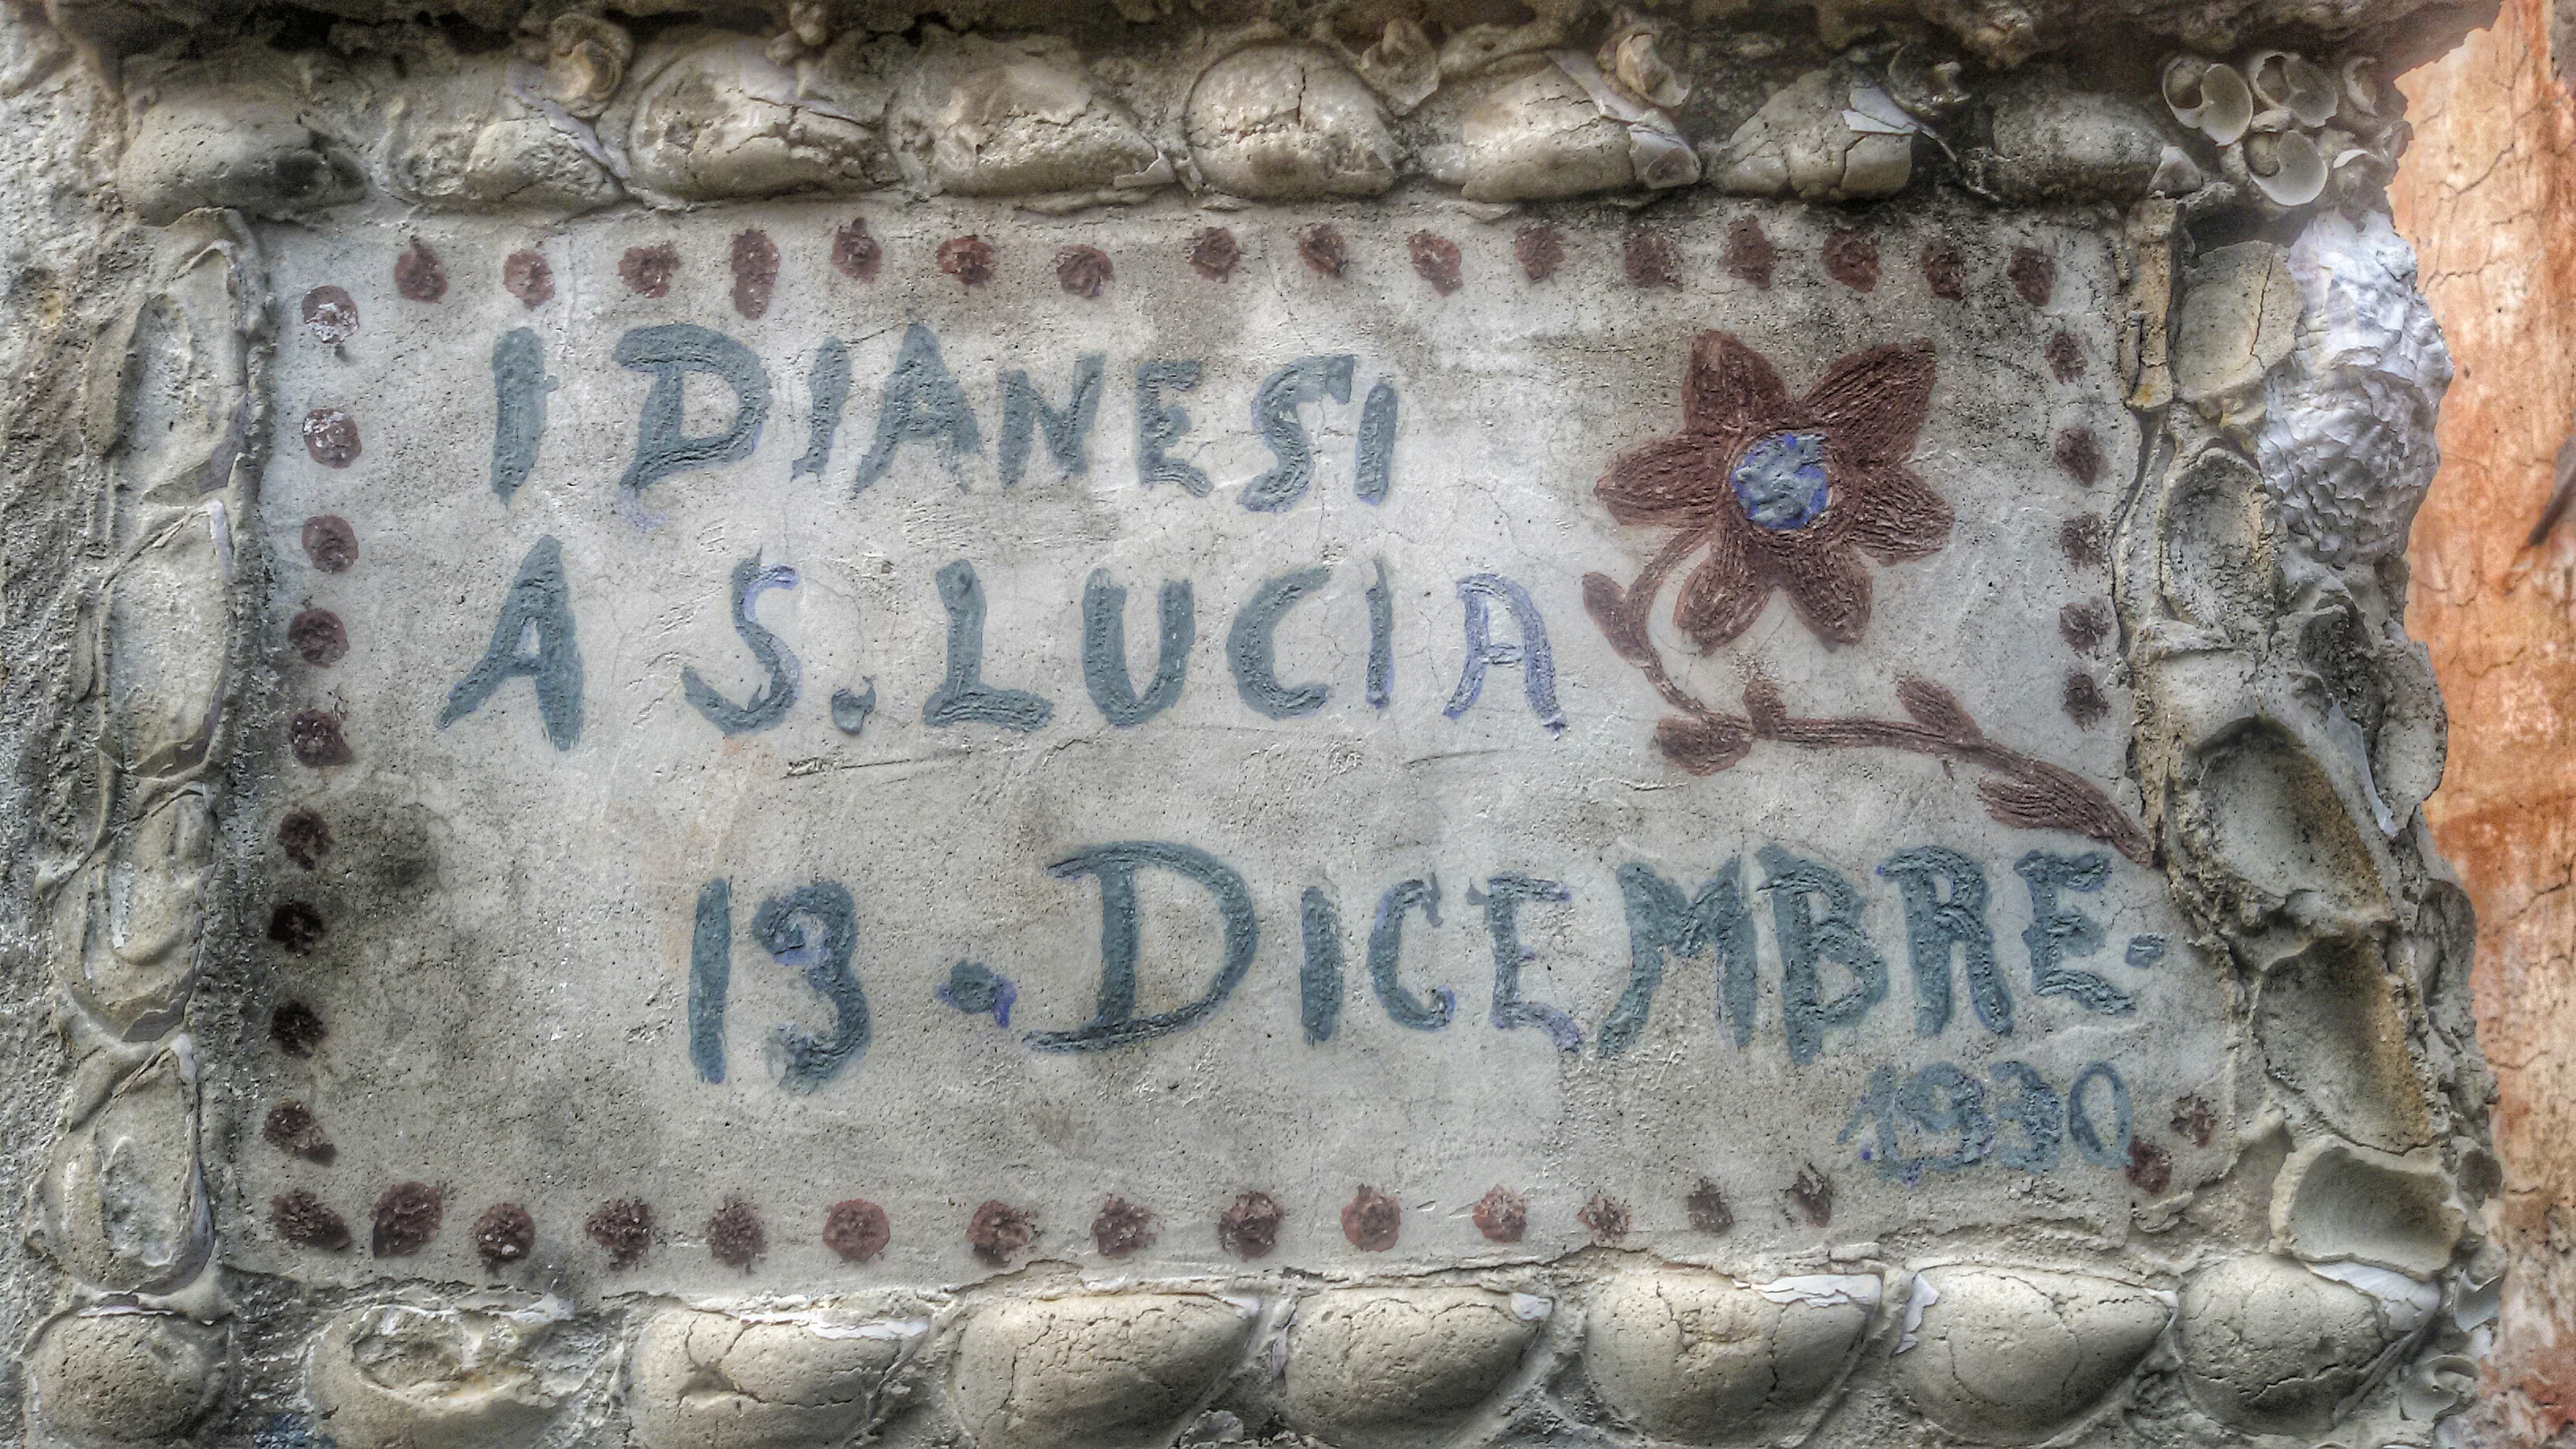 I DIANESI
A S. LUCIA
13. DICEMBRE.
1930